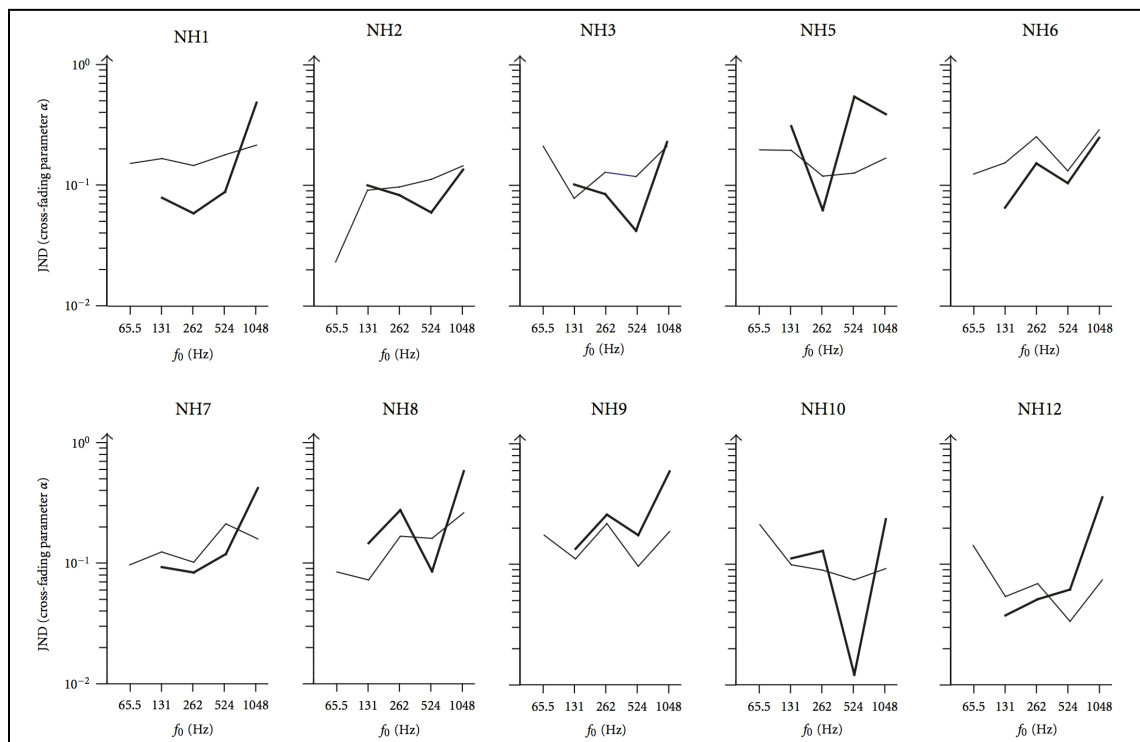 NH1
NH2
NH3
NH5
NH6
10⁰
10⁻¹
10⁻²
JND (cross-fading parameter α)
65.5 131 262 524 1048
65.5 131 262 524 1048
65.5 131 262 524 1048
65.5 131 262 524 1048
65.5 131 262 524 1048
f₀ (Hz)
f₀ (Hz)
f₀ (Hz)
f₀ (Hz)
f₀ (Hz)
NH7
NH8
NH9
NH10
NH12
10⁰
10⁻¹
10⁻²
JND (cross-fading parameter α)
65.5 131 262 524 1048
65.5 131 262 524 1048
65.5 131 262 524 1048
65.5 131 262 524 1048
65.5 131 262 524 1048
f₀ (Hz)
f₀ (Hz)
f₀ (Hz)
f₀ (Hz)
f₀ (Hz)